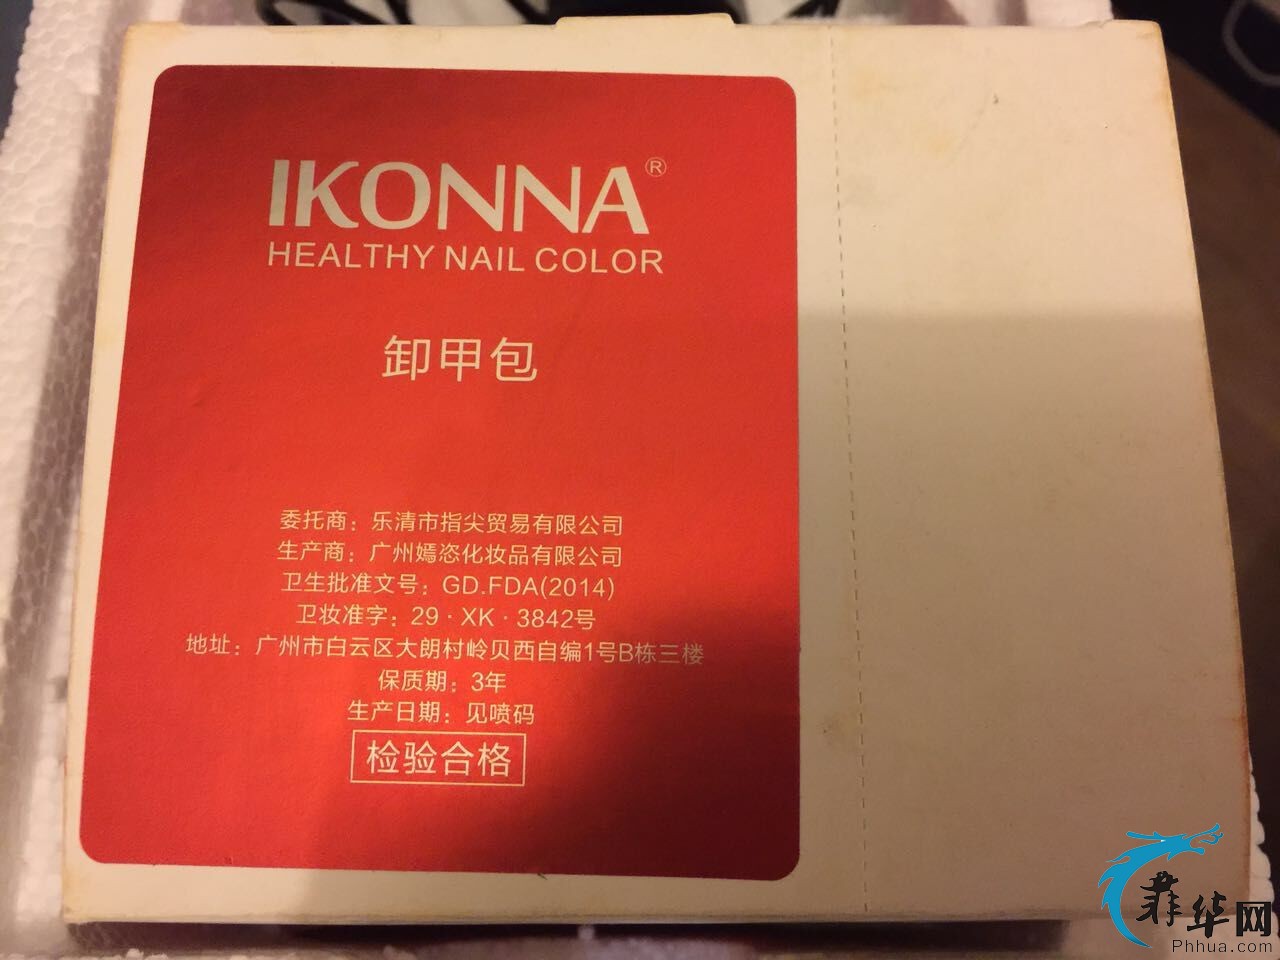 IKONNA®
HEALTHY NAIL COLOR
卸甲包
委托商：乐清市指尖贸易有限公司
生产商：广州嫣恣化妆品有限公司
卫生批准文号：GD.FDA(2014)
卫妆准字：29·XK·3842号
地址：广州市白云区大朗村岭贝西自编1号B栋三楼
保质期：3年
生产日期：见喷码
检验合格
菲华网
Phhua.com